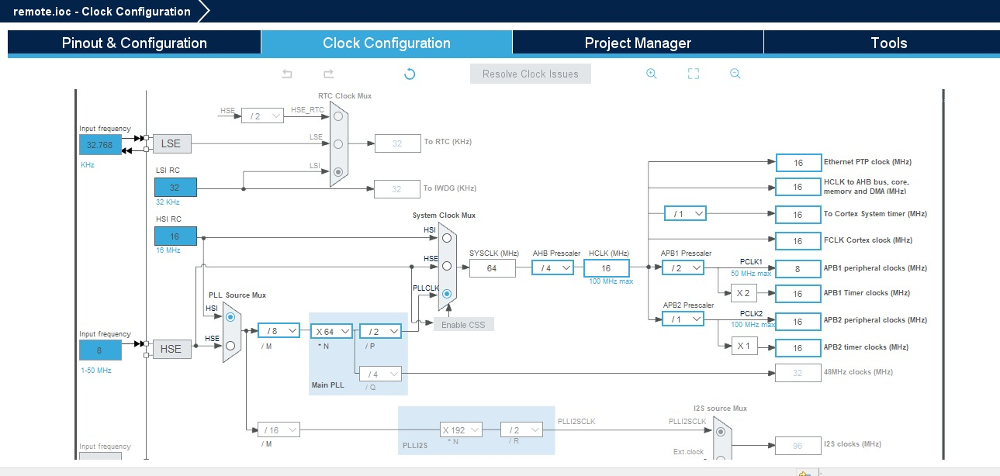 remote.ioc - Clock Configuration
Pinout & Configuration
Clock Configuration
Project Manager
Tools
Resolve Clock Issues
RTC Clock Mux
HSE
/ 2
HSE_RTC
Input frequency
32.768
KHz
LSE
LSE
32
To RTC (KHz)
LSI RC
LSI
32
32 KHz
32
To IWDG (KHz)
HSI RC
16
16 MHz
System Clock Mux
HSI
HSE
PLLCLK
SYSCLK (MHz)
64
AHB Prescaler
/ 4
HCLK (MHz)
16
100 MHz max
16
Ethernet PTP clock (MHz)
16
HCLK to AHB bus, core,
memory and DMA (MHz)
/ 1
16
To Cortex System timer (MHz)
16
FCLK Cortex clock (MHz)
APB1 Prescaler
/ 2
PCLK1
50 MHz max
8
APB1 peripheral clocks (MHz)
X 2
16
APB1 Timer clocks (MHz)
APB2 Prescaler
/ 1
PCLK2
100 MHz max
16
APB2 peripheral clocks (MHz)
X 1
16
APB2 timer clocks (MHz)
Enable CSS
PLL Source Mux
HSI
HSE
Input frequency
8
1-50 MHz
HSE
/ 8
/ M
X 64
* N
/ 2
/ P
/ 4
/ Q
Main PLL
32
48MHz clocks (MHz)
/ 16
/ M
X 192
* N
/ 2
/ R
PLLI2S
PLLI2SCLK
I2S source Mux
PLLI2SCLK
Ext.clock
96
I2S clocks (MHz)
Input frequency